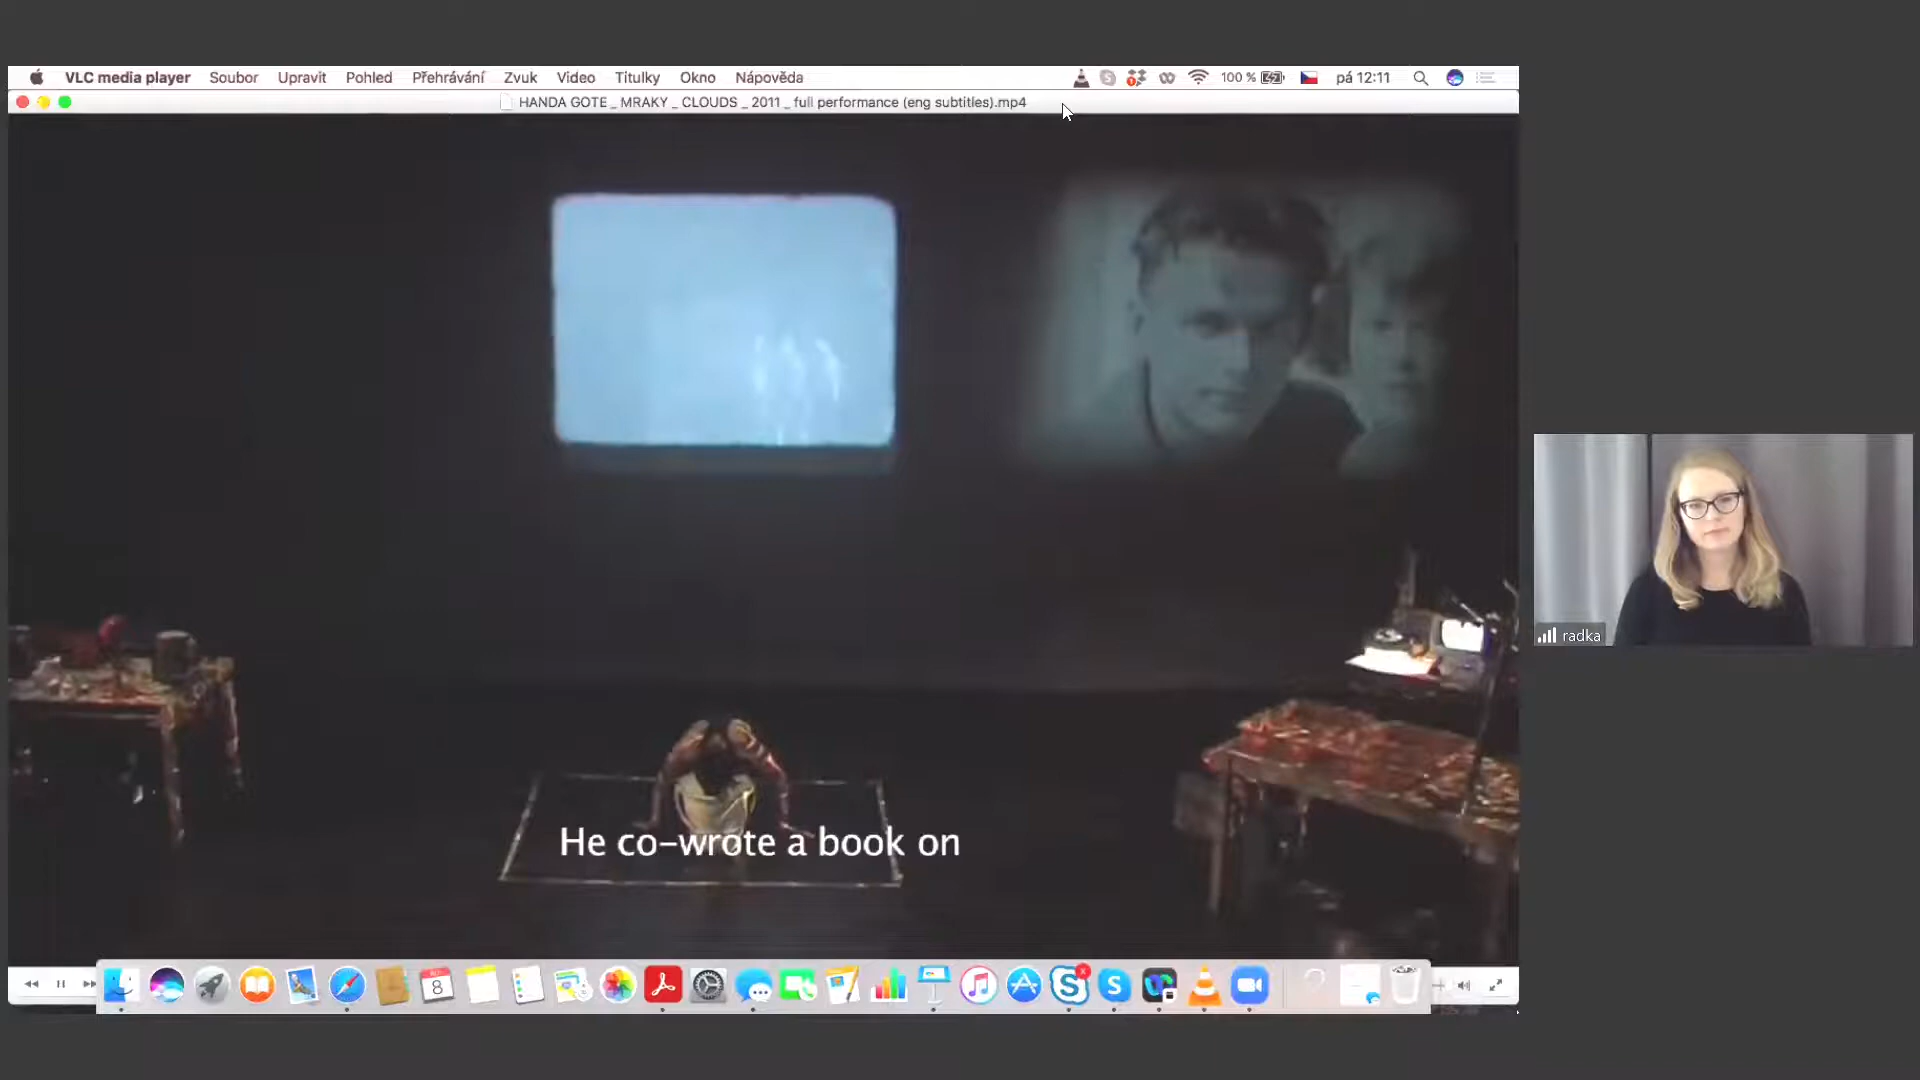 VLC media player Soubor Upravit Pohled Přehrávání Zvuk Video Titulky Okno Nápověda 100 % pá 12:11
HANDA GOTE _ MRAKY _ CLOUDS _ 2011 _ full performance (eng subtitles).mp4
radka
He co-wrote a book on
8